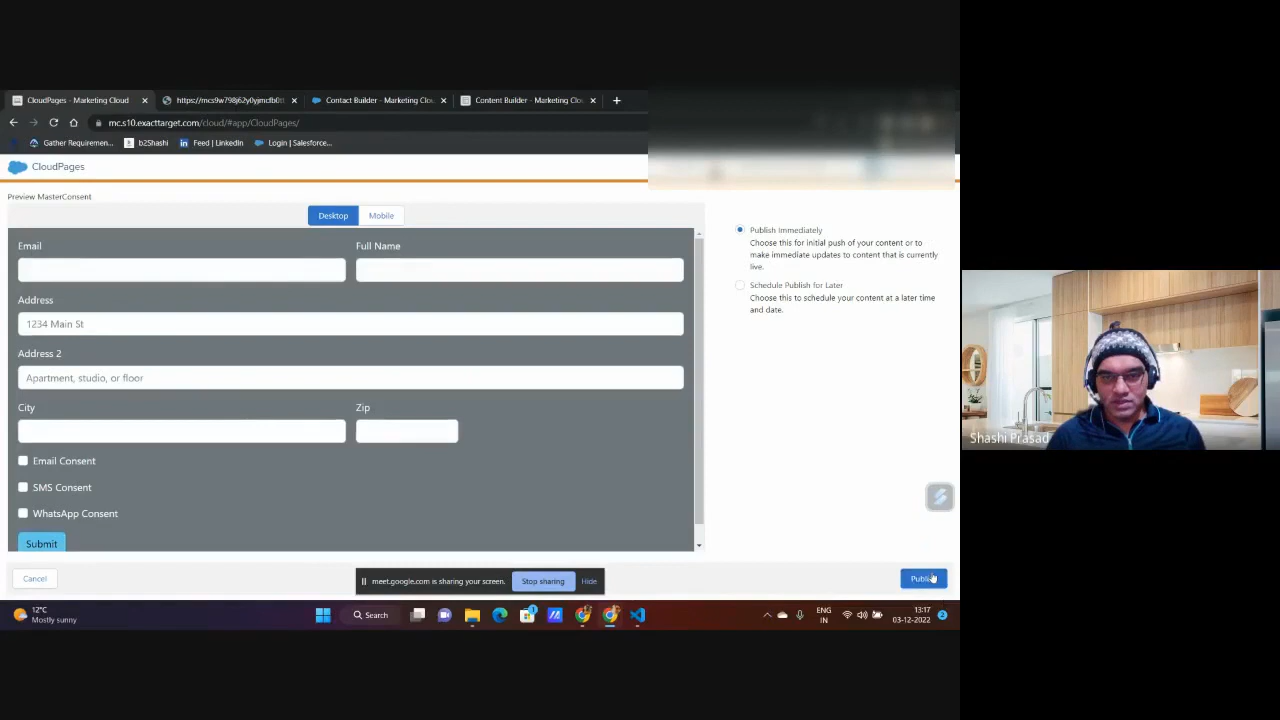 CloudPages - Marketing Cloud
Contact Builder - Marketing Clou
Content Builder - Marketing Clou
mc.s10.exacttarget.com/cloud/#app/CloudPages/
Gather Requiremen...
b2Shashi
Feed | LinkedIn
Login | Salesforce...
CloudPages
Preview MasterConsent
Desktop
Mobile
Email
Full Name
Address
1234 Main St
Address 2
Apartment, studio, or floor
City
Zip
Email Consent
SMS Consent
WhatsApp Consent
Submit
Publish Immediately
Choose this for initial push of your content or to
make immediate updates to content that is currently
live.
Schedule Publish for Later
Choose this to schedule your content at a later time
and date.
Shashi Prasad
Cancel
meet.google.com is sharing your screen.
Stop sharing
Hide
Publish
12°C
Mostly sunny
Search
ENG
IN
13:17
03-12-2022
2